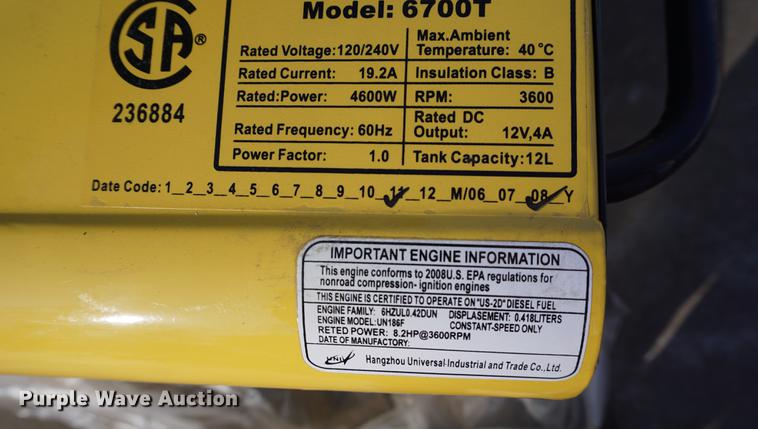 Model: 6700T
SA®
236884
Rated Voltage:120/240V
Max.Ambient
Temperature: 40°C
Rated Current: 19.2A
Insulation Class: B
Rated:Power: 4600W
RPM: 3600
Rated Frequency: 60Hz
Rated DC
Output: 12V,4A
Power Factor: 1.0
Tank Capacity:12L
Date Code: 1__2__3__4__5__6__7__8__9__10__11__12__M/06__07__08__Y
IMPORTANT ENGINE INFORMATION
This engine conforms to 2008U.S. EPA regulations for
nonroad compression- ignition engines
THIS ENGINE IS CERTIFIED TO OPERATE ON "US-2D" DIESEL FUEL
ENGINE FAMILY: 6HZUL0.42DUN DISPLACEMENT: 0.418LITERS
ENGINE MODEL: UN186F CONSTANT-SPEED ONLY
RETED POWER: 8.2HP@3600RPM
DATE OF MANUFACTORY:
UNIV Hangzhou Universal Industrial and Trade Co.,Ltd.
Purple Wave Auction